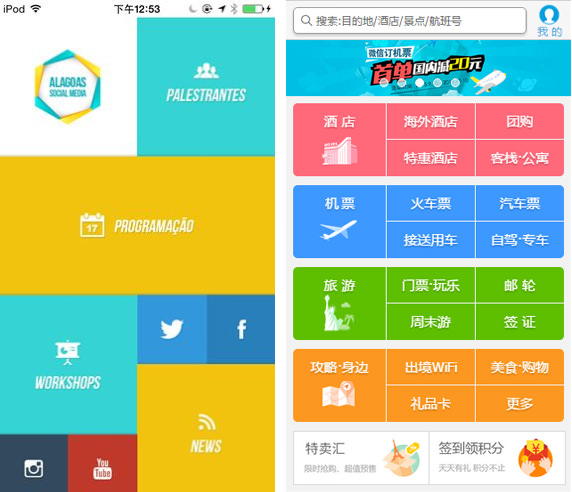 iPod
下午12:53
ALAGOAS
SOCIAL MEDIA
PALESTRANTES
17
PROGRAMAÇÃO
WORKSHOPS
NEWS
You
Tube
搜索:目的地/酒店/景点/航班号
我 的
微信订机票
首单国内减20元
酒 店
海外酒店
团购
特惠酒店
客栈·公寓
机 票
火车票
汽车票
接送用车
自驾·专车
旅 游
门票·玩乐
邮 轮
周末游
签 证
攻略·身边
出境WiFi
美食·购物
礼品卡
更多
特卖汇
限时抢购、超值预售
签到领积分
天天有礼 积分不止